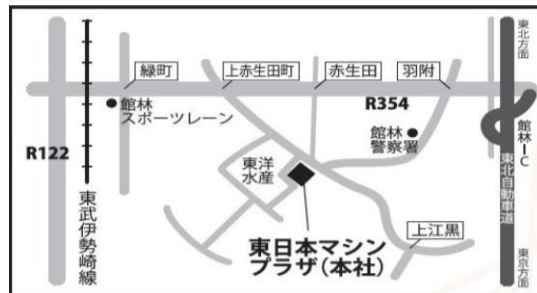 緑町
上赤生田町
赤生田
羽附
東北方面
館林
スポーツレーン
R354
館林
警察署
館林IC
R122
東洋
水産
東北自動車道
東武伊勢崎線
上江黒
東日本マシン
プラザ(本社)
東京方面